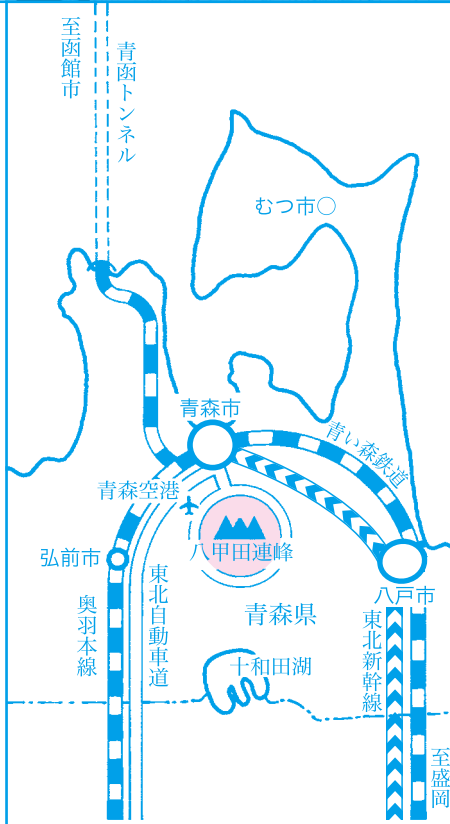 至函館市
青函トンネル
むつ市○
青森市
青い森鉄道
青森空港
弘前市
八甲田連峰
八戸市
青森県
奥羽本線
東北自動車道
十和田湖
東北新幹線
至盛岡